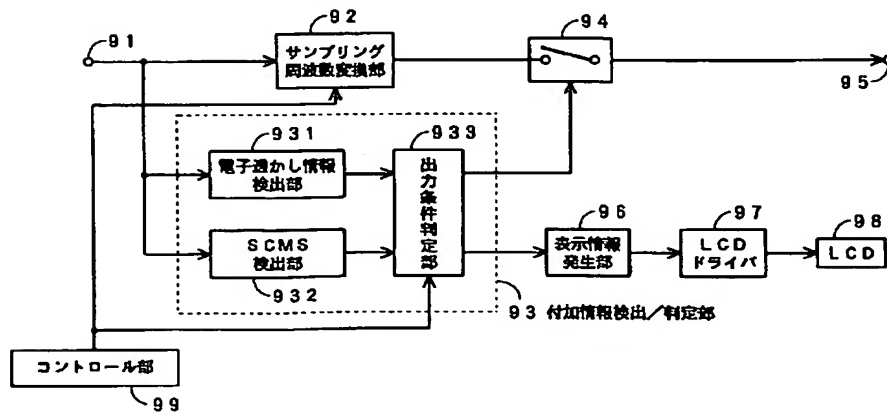 91
92
サンプリング
周波数変換部
94
95
931
電子透かし情報
検出部
933
出力条件判定部
SCMS
検出部
932
96
表示情報
発生部
97
LCD
ドライバ
98
LCD
93 付加情報検出/判定部
コントロール部
99